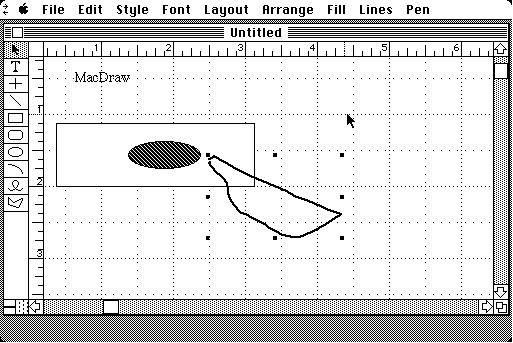 File Edit Style Font Layout Arrange Fill Lines Pen
Untitled
1 2 3 4 5 6
T
MacDraw
1
2
3